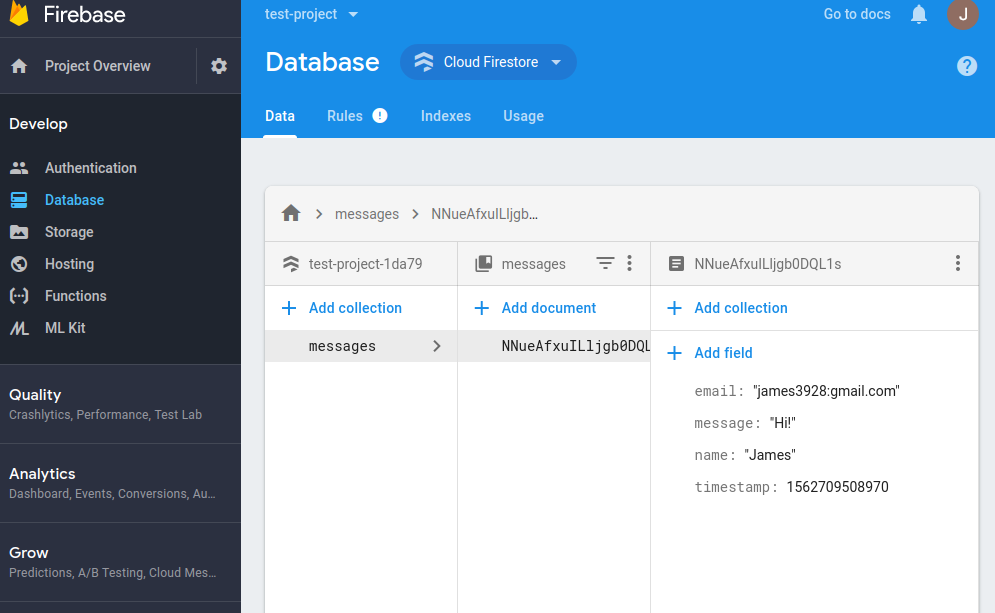 Firebase
Project Overview
Develop
Authentication
Database
Storage
Hosting
Functions
ML Kit
Quality
Crashlytics, Performance, Test Lab
Analytics
Dashboard, Events, Conversions, Au...
Grow
Predictions, A/B Testing, Cloud Mes...
test-project
Go to docs
J
Database
Cloud Firestore
?
Data
Rules !
Indexes
Usage
messages
NNueAfxuILljgb...
test-project-1da79
messages
NNueAfxuILljgb0DQL1s
Add collection
Add document
Add collection
messages
NNueAfxuILljgb0DQL
Add field
email: "james3928:gmail.com"
message: "Hi!"
name: "James"
timestamp: 1562709508970